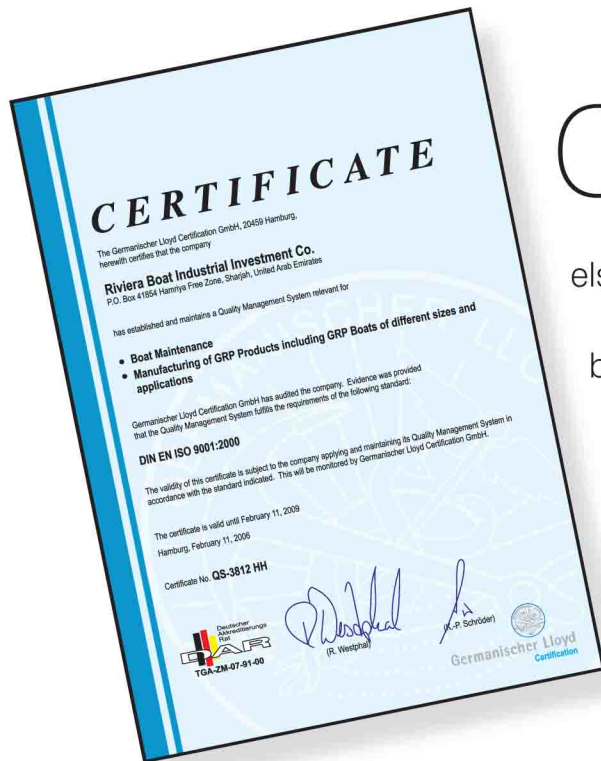 CERTIFICATE
The Germanischer Lloyd Certification GmbH, 20459 Hamburg,
herewith certifies that the company
Riviera Boat Industrial Investment Co.
P.O. Box 41854 Hamriya Free Zone, Sharjah, United Arab Emirates
has established and maintains a Quality Management System relevant for
• Boat Maintenance
• Manufacturing of GRP Products including GRP Boats of different sizes and
applications
Germanischer Lloyd Certification GmbH has audited the company. Evidence was provided
that the Quality Management System fulfills the requirements of the following standard:
DIN EN ISO 9001:2000
The validity of this certificate is subject to the company applying and maintaining its Quality Management System in
accordance with the standard indicated. This will be monitored by Germanischer Lloyd Certification GmbH.
The certificate is valid until February 11, 2009
Hamburg, February 11, 2006
Certificate No. QS-3812 HH
Deutscher
Akkreditierungs
Rat
DAR
TGA-ZM-07-91-00
(R. Westphal)
(K.-P. Schröder)
Germanischer Lloyd
Certification